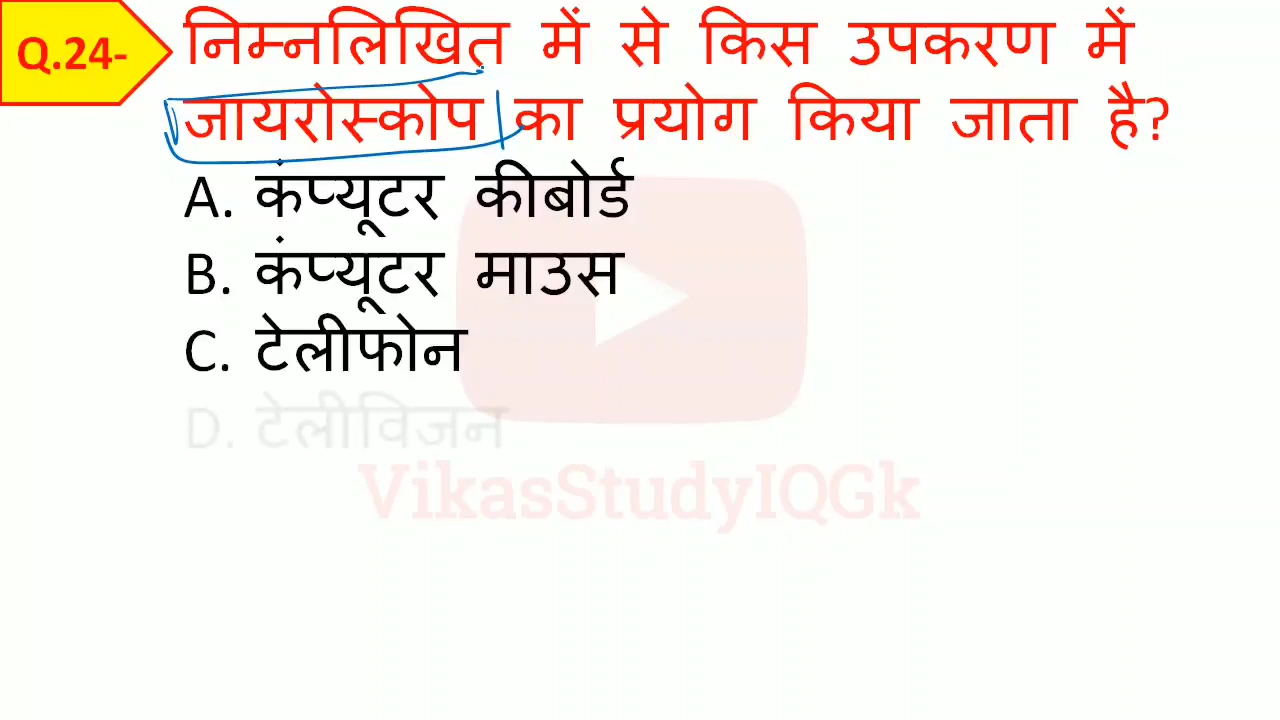 Q.24-
निम्नलिखित में से किस उपकरण में
जायरोस्कोप का प्रयोग किया जाता है?
A. कंप्यूटर कीबोर्ड
B. कंप्यूटर माउस
C. टेलीफोन
D. टेलीविजन
VikasStudyIQGk